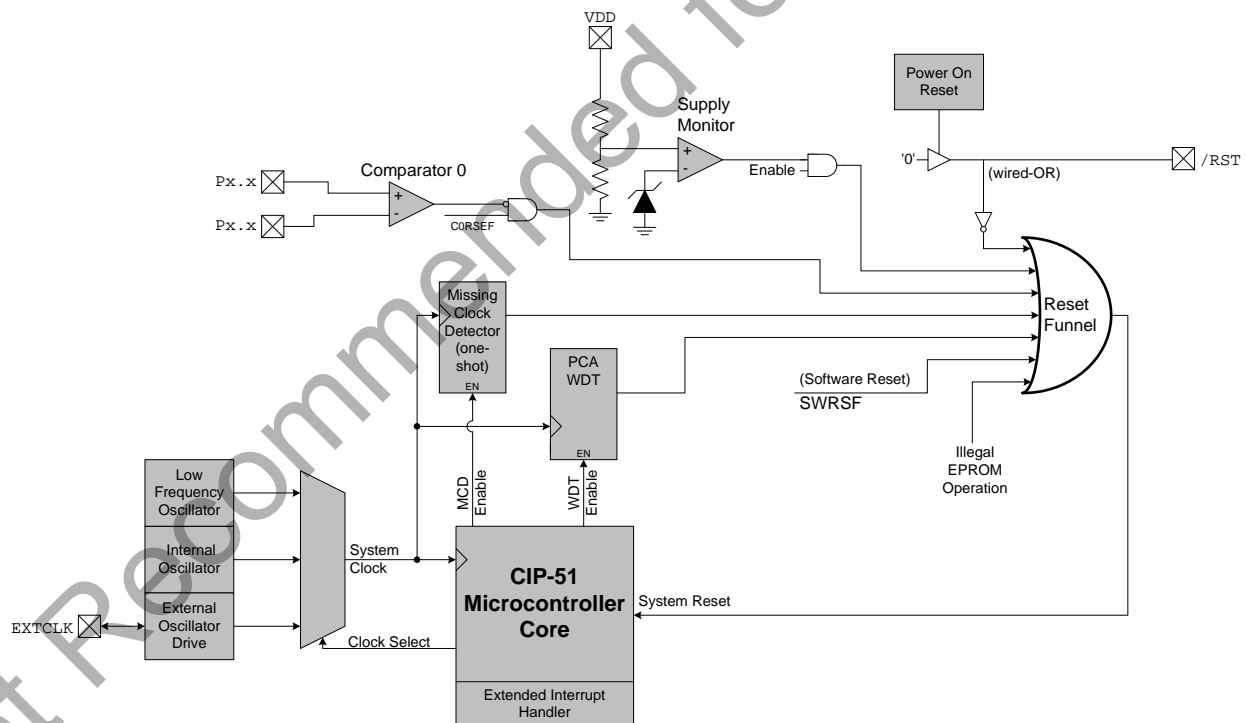 VDD
Power On
Reset
Supply
Monitor
+
-
Enable
'0'
/RST
(wired-OR)
Comparator 0
Px.x
Px.x
+
-
C0RSEF
Missing
Clock
Detector
(one-
shot)
EN
PCA
WDT
EN
Reset
Funnel
(Software Reset)
SWRSF
Illegal
EPROM
Operation
MCD
Enable
WDT
Enable
Low
Frequency
Oscillator
Internal
Oscillator
External
Oscillator
Drive
EXTCLK
System
Clock
Clock Select
CIP-51
Microcontroller
Core
System Reset
Extended Interrupt
Handler
Recommended